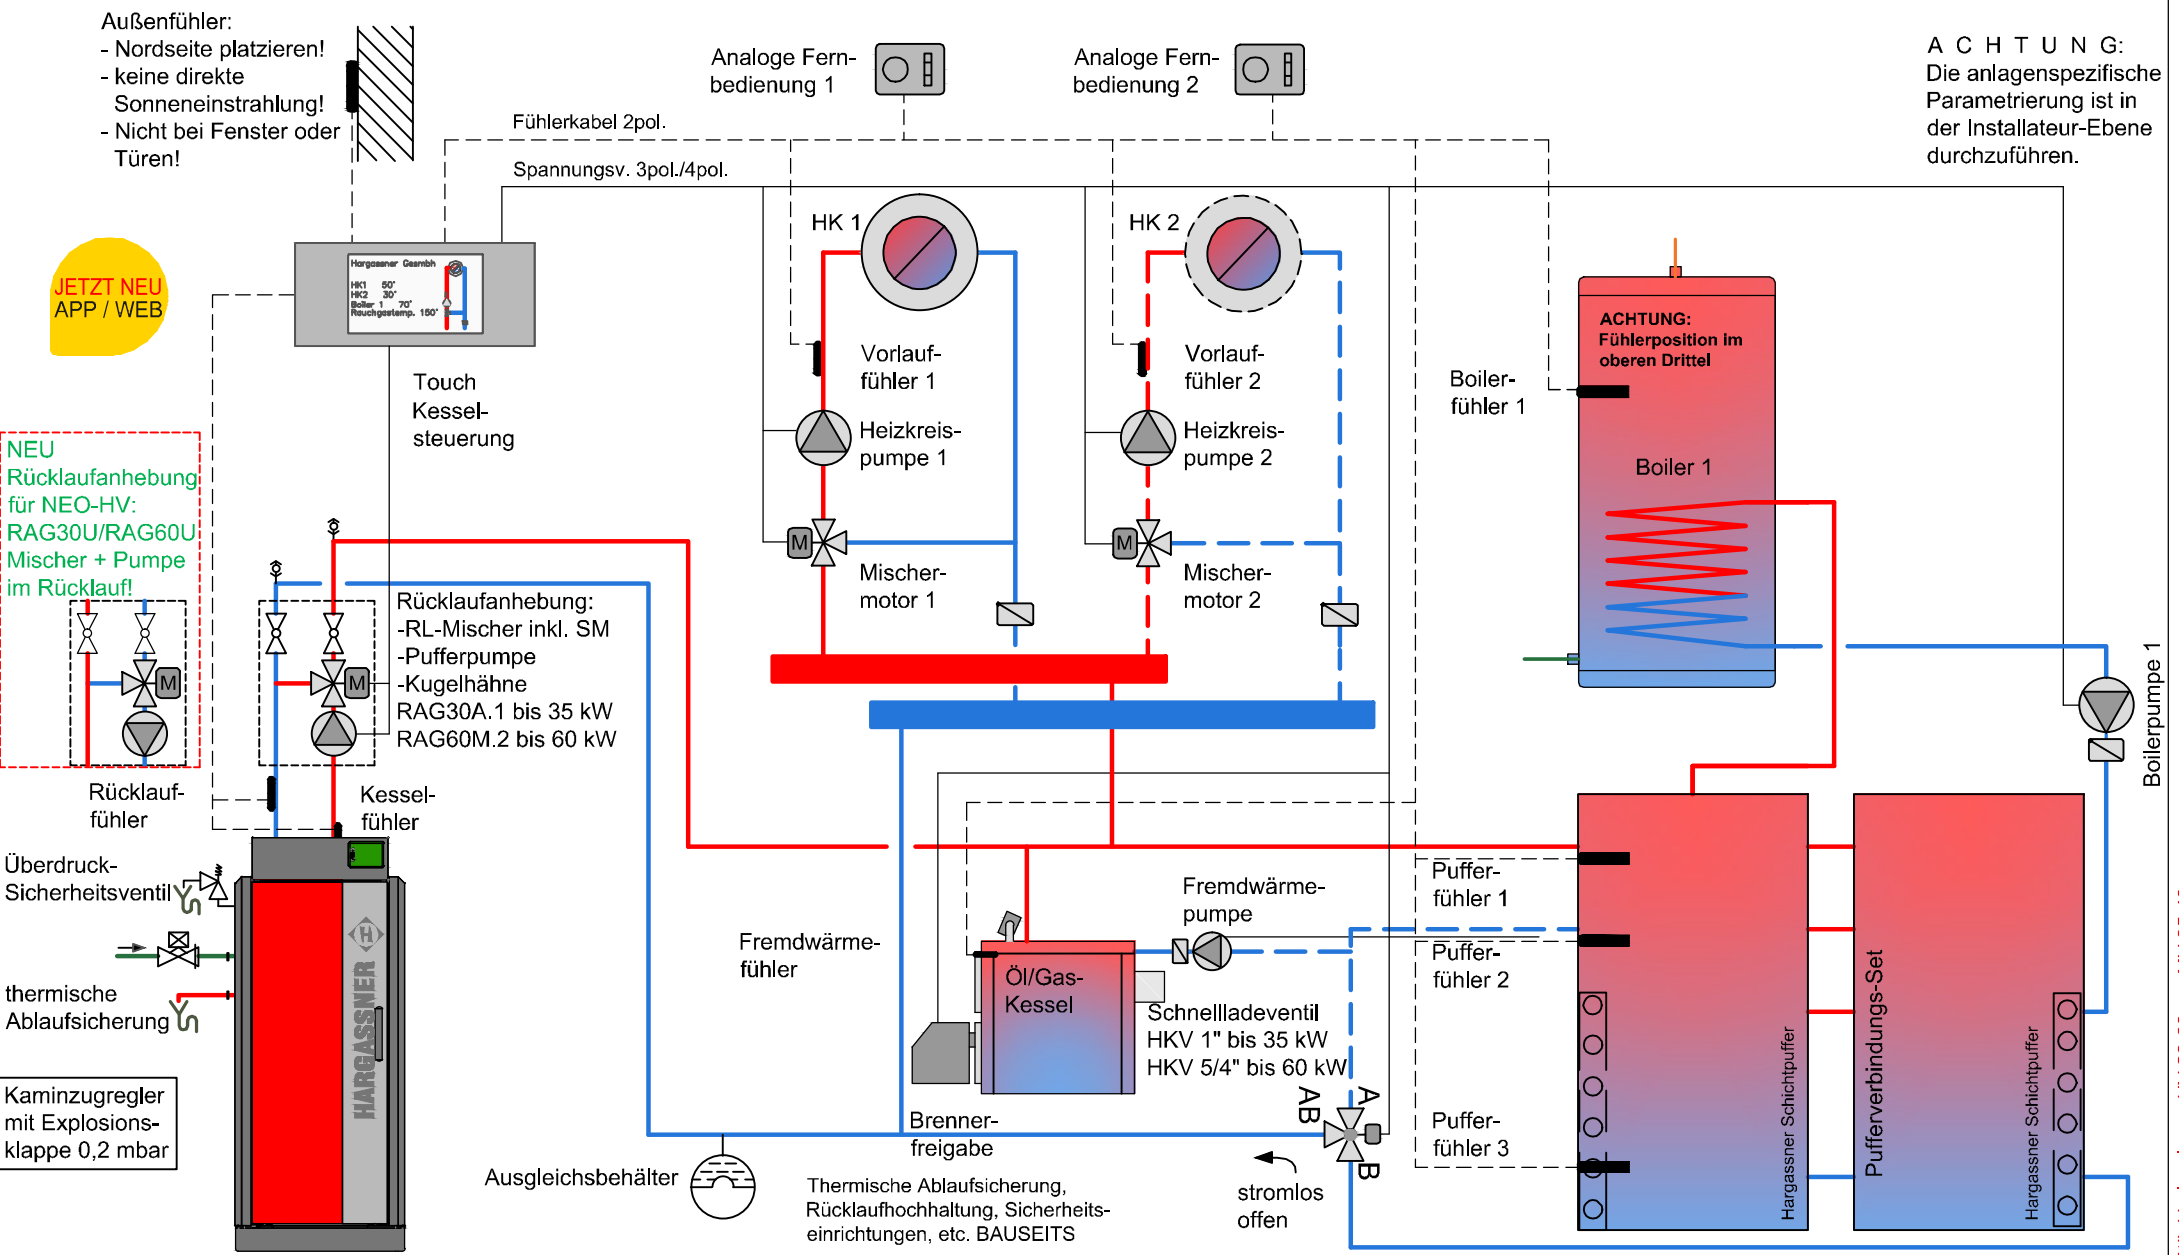 Außenfühler:
- Nordseite platzieren!
- keine direkte
Sonneneinstrahlung!
- Nicht bei Fenster oder
Türen!
Analoge Fern-
bedienung 1
Analoge Fern-
bedienung 2
A C H T U N G:
Die anlagenspezifische
Parametrierung ist in
der Installateur-Ebene
durchzuführen.
Fühlerkabel 2pol.
Spannungsv. 3pol./4pol.
HK 1
HK 2
JETZT NEU
APP / WEB
Hargassner Gesmbh
HK1 50°
HK2 30°
Boiler 1 70°
Rauchgastemp. 150°
Touch
Kessel-
steuerung
Vorlauf-
fühler 1
Vorlauf-
fühler 2
Heizkreis-
pumpe 1
Heizkreis-
pumpe 2
M
M
Mischer-
motor 1
Mischer-
motor 2
ACHTUNG:
Fühlerposition im
oberen Drittel
Boiler-
fühler 1
Boiler 1
Boilerpumpe 1
NEU
Rücklaufanhebung
für NEO-HV:
RAG30U/RAG60U
Mischer + Pumpe
im Rücklauf!
M
M
Rücklaufanhebung:
-RL-Mischer inkl. SM
-Pufferpumpe
-Kugelhähne
RAG30A.1 bis 35 kW
RAG60M.2 bis 60 kW
Rücklauf-
fühler
Kessel-
fühler
Überdruck-
Sicherheitsventil
thermische
Ablaufsicherung
Kaminzugregler
mit Explosions-
klappe 0,2 mbar
H
HARGASSNER
Fremdwärme-
fühler
Fremdwärme-
pumpe
Öl/Gas-
Kessel
Schnellladeventil
HKV 1" bis 35 kW
HKV 5/4" bis 60 kW
A
AB
B
Brenner-
freigabe
stromlos
offen
Ausgleichsbehälter
Thermische Ablaufsicherung,
Rücklaufhochhaltung, Sicherheits-
einrichtungen, etc. BAUSEITS
Puffer-
fühler 1
Puffer-
fühler 2
Puffer-
fühler 3
Hargassner Schichtpuffer
Pufferverbindungs-Set
Hargassner Schichtpuffer